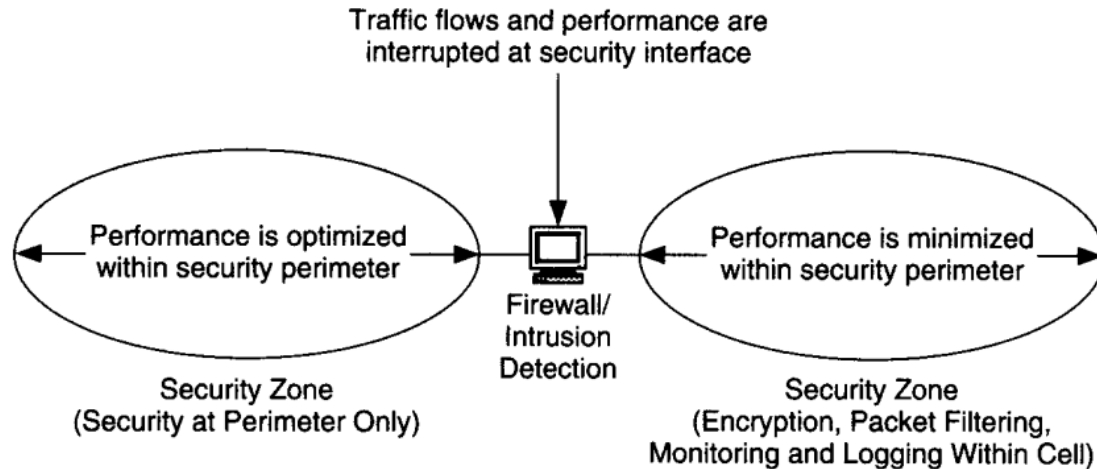 Traffic flows and performance are
interrupted at security interface
Performance is optimized
within security perimeter
Performance is minimized
within security perimeter
Firewall/
Intrusion
Detection
Security Zone
(Security at Perimeter Only)
Security Zone
(Encryption, Packet Filtering,
Monitoring and Logging Within Cell)